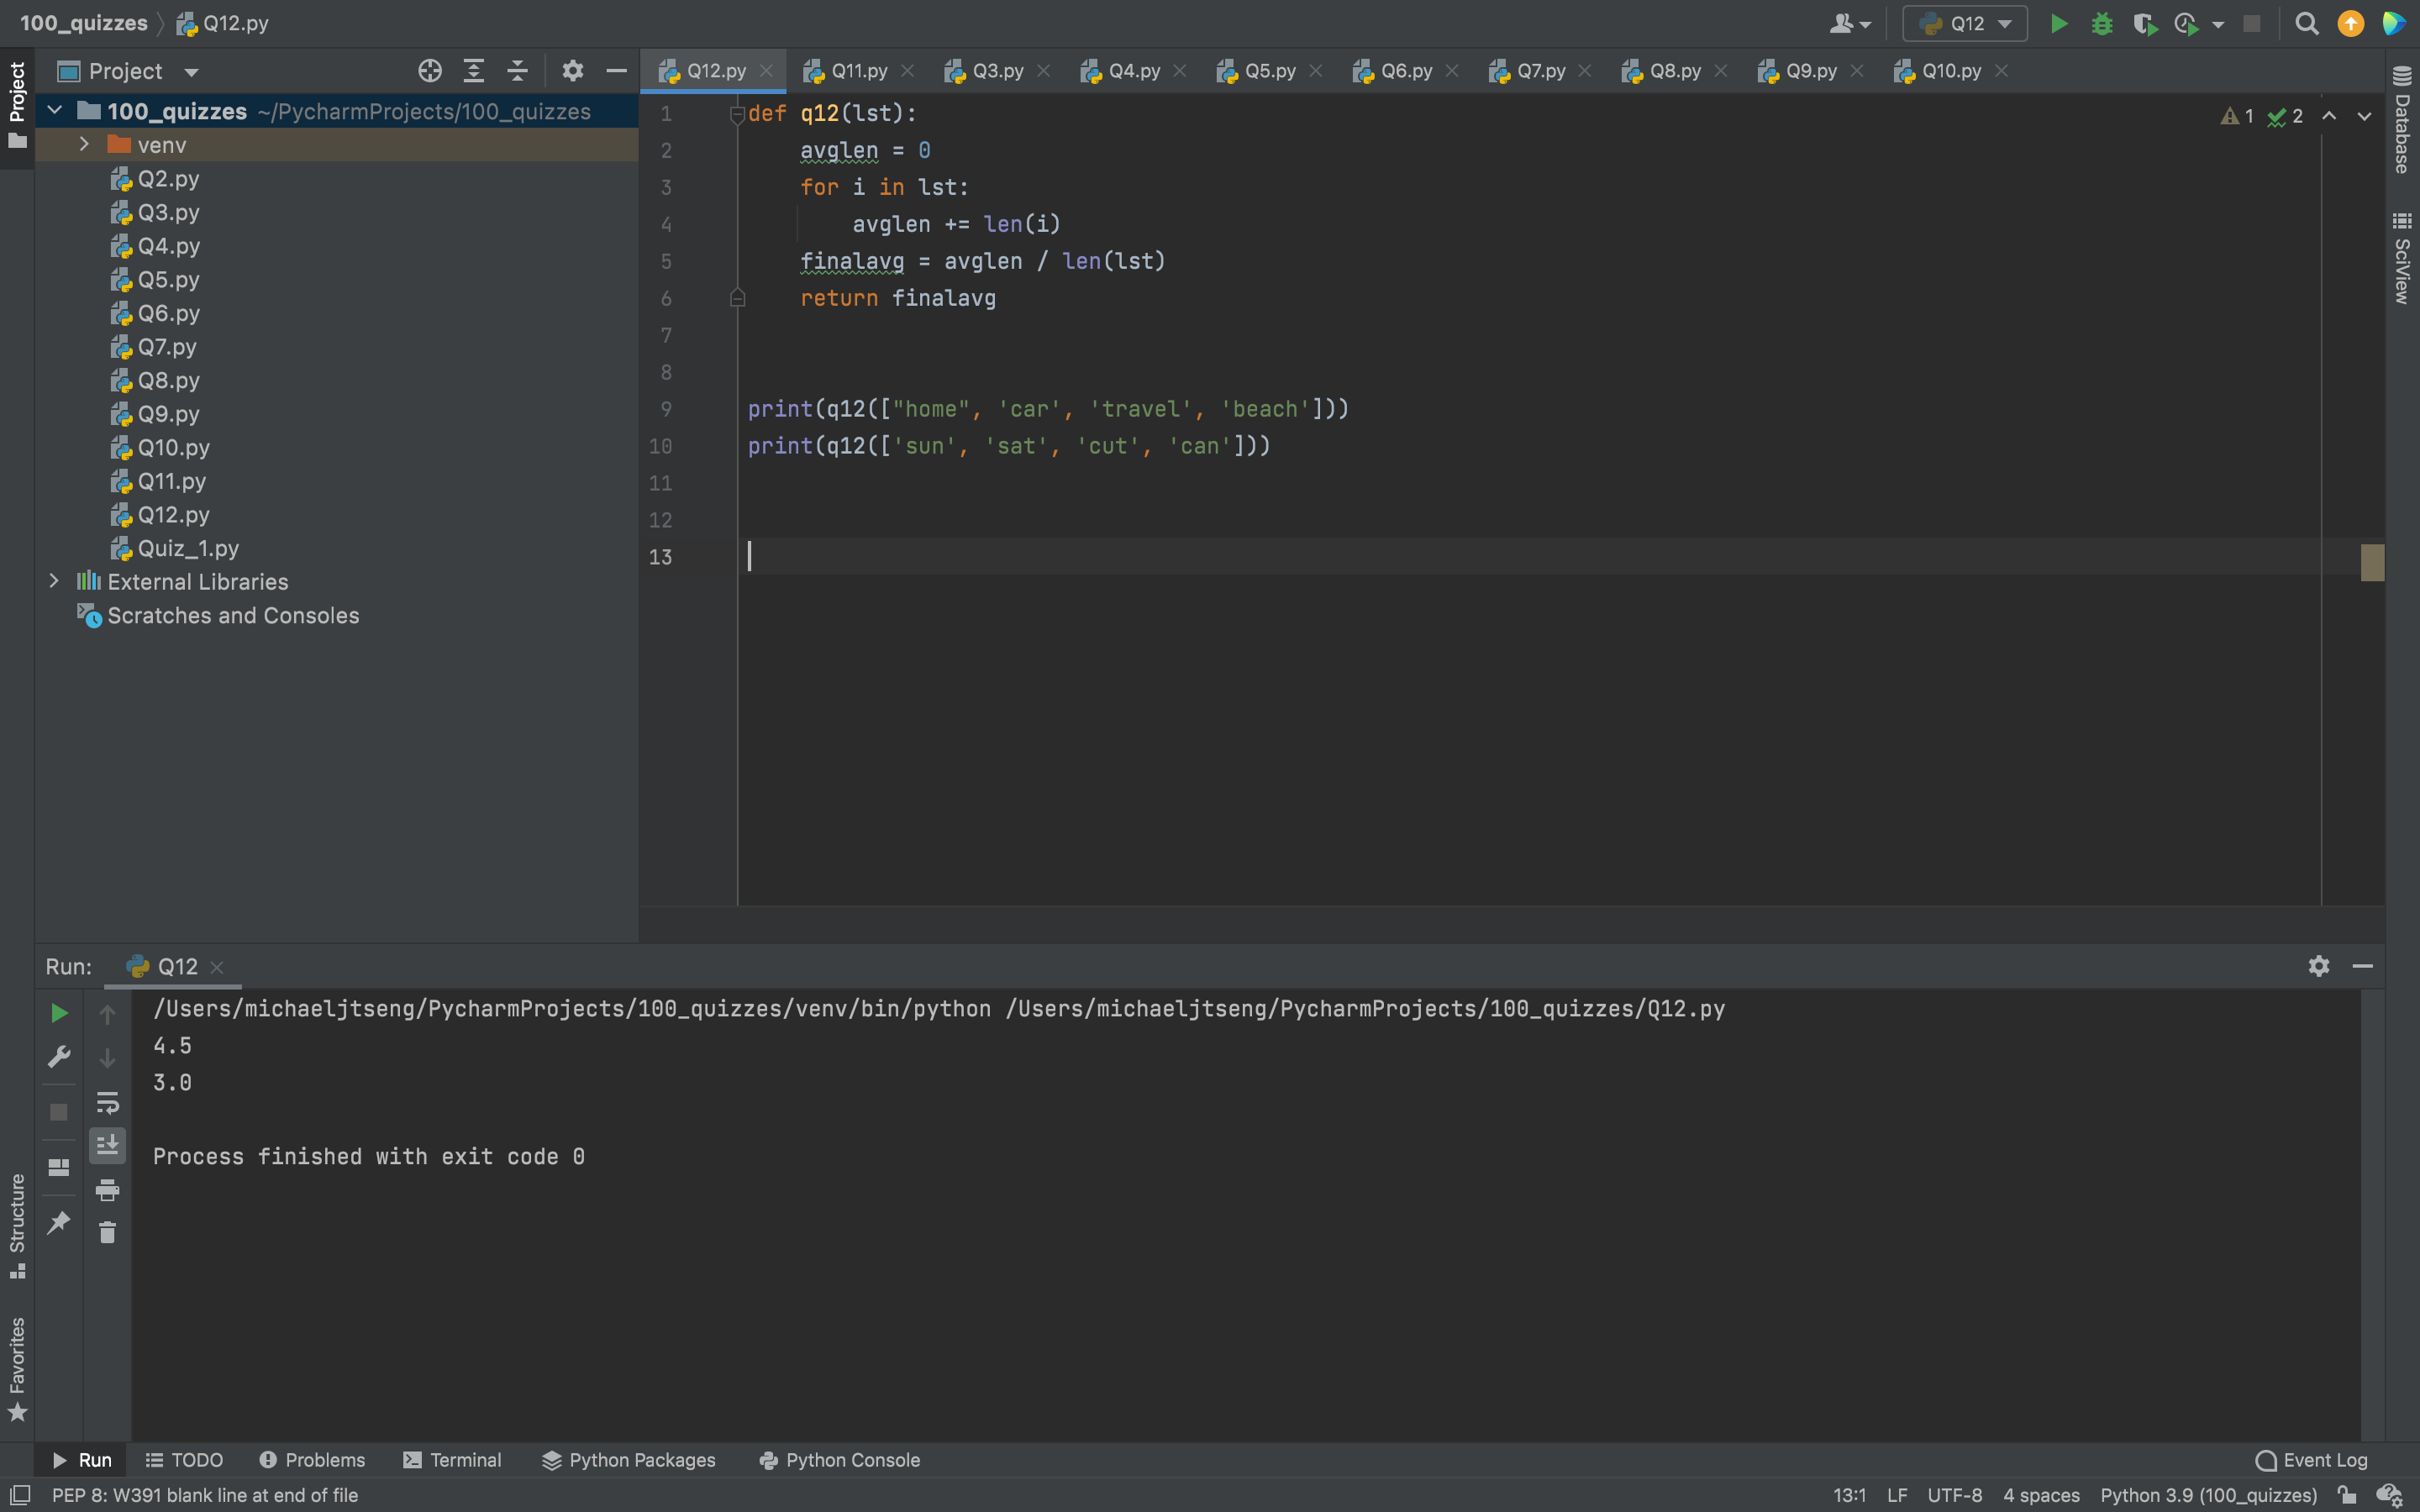 100_quizzes Q12.py
Q12
Project
Q12.py Q11.py Q3.py Q4.py Q5.py Q6.py Q7.py Q8.py Q9.py Q10.py
Project
100_quizzes ~/PycharmProjects/100_quizzes
venv
Q2.py
Q3.py
Q4.py
Q5.py
Q6.py
Q7.py
Q8.py
Q9.py
Q10.py
Q11.py
Q12.py
Quiz_1.py
External Libraries
Scratches and Consoles
1 def q12(lst):
2 avglen = 0
3 for i in lst:
4 avglen += len(i)
5 finalavg = avglen / len(lst)
6 return finalavg
7
8
9 print(q12(["home", 'car', 'travel', 'beach']))
10 print(q12(['sun', 'sat', 'cut', 'can']))
11
12
13
1 2
Database
SciView
Run: Q12
/Users/michaeljtseng/PycharmProjects/100_quizzes/venv/bin/python /Users/michaeljtseng/PycharmProjects/100_quizzes/Q12.py
4.5
3.0
Process finished with exit code 0
Structure
Favorites
Run TODO Problems Terminal Python Packages Python Console Event Log
PEP 8: W391 blank line at end of file 13:1 LF UTF-8 4 spaces Python 3.9 (100_quizzes)